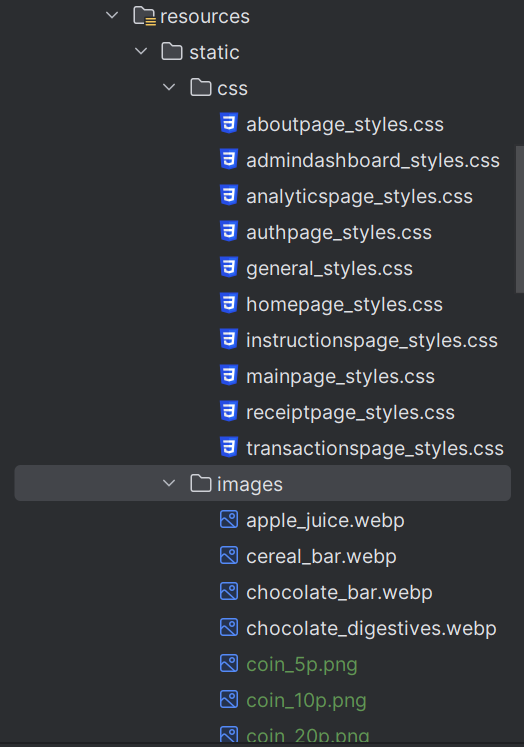 resources
static
css
aboutpage_styles.css
admindashboard_styles.css
analyticspage_styles.css
authpage_styles.css
general_styles.css
homepage_styles.css
instructionspage_styles.css
mainpage_styles.css
receiptpage_styles.css
transactionspage_styles.css
images
apple_juice.webp
cereal_bar.webp
chocolate_bar.webp
chocolate_digestives.webp
coin_5p.png
coin_10p.png
coin_20p.png